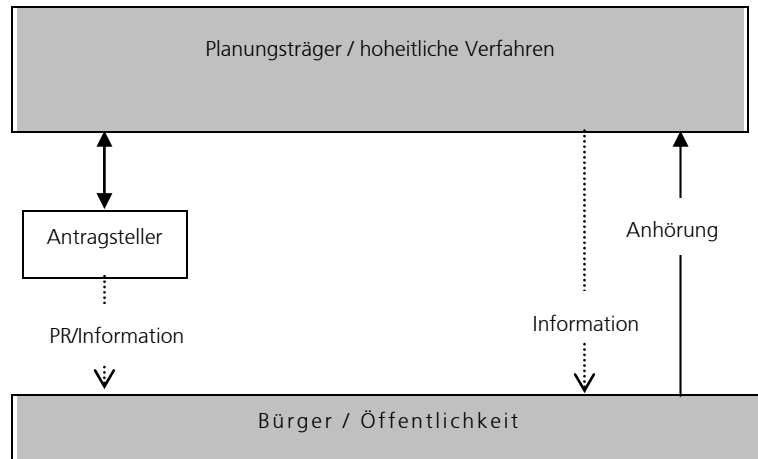 Planungsträger / hoheitliche Verfahren
Antragsteller
Anhörung
PR/Information
Information
Bürger / Öffentlichkeit